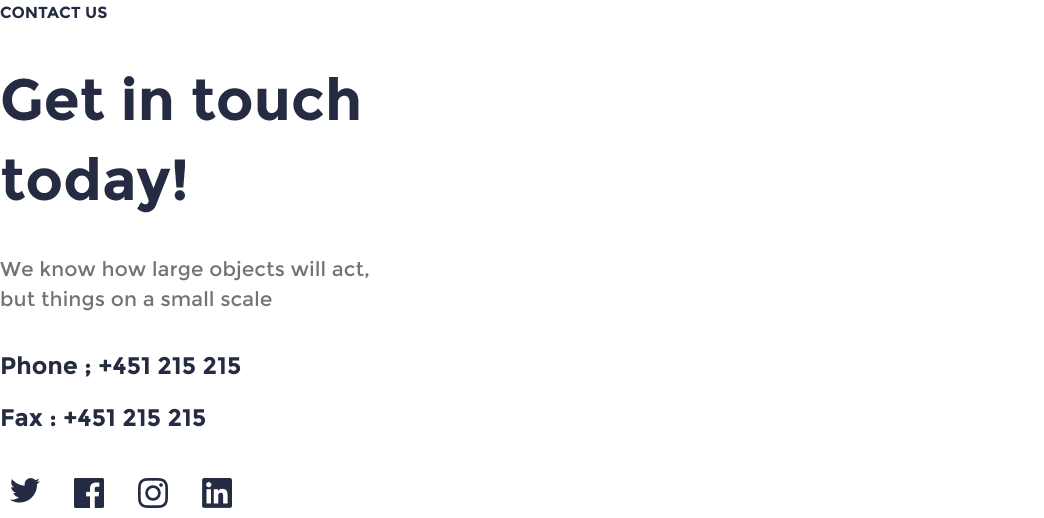 CONTACT US
Get in touch
today!
We know how large objects will act,
but things on a small scale
Phone ; +451 215 215
Fax : +451 215 215